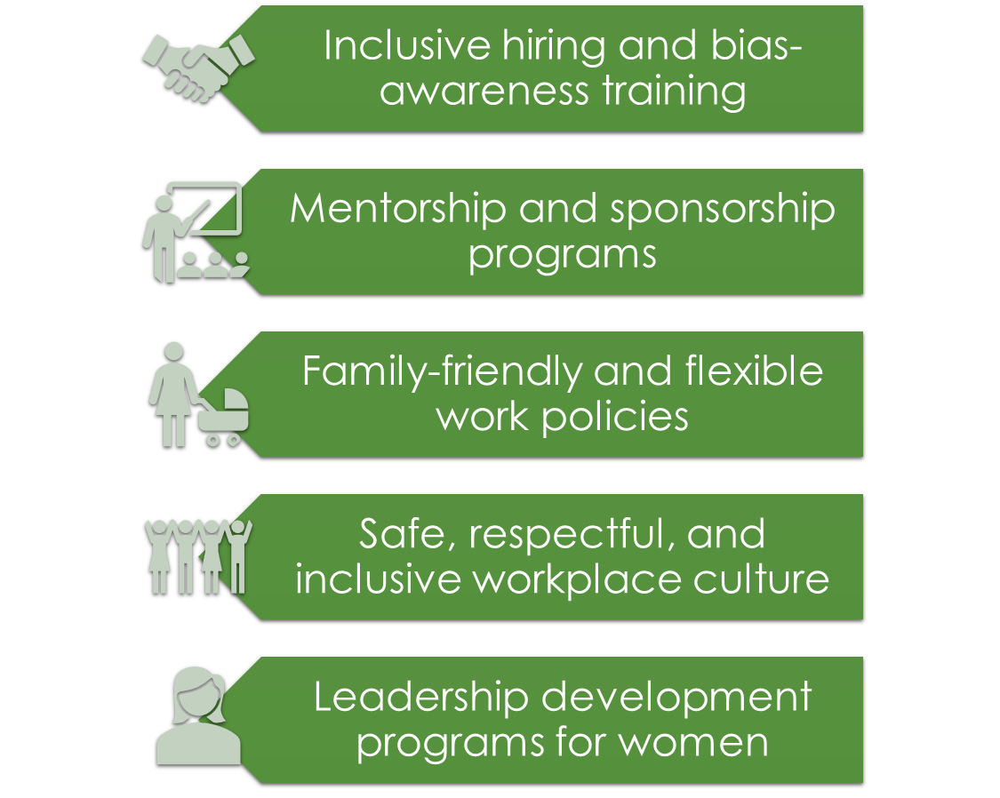 Inclusive hiring and bias-
awareness training
Mentorship and sponsorship
programs
Family-friendly and flexible
work policies
Safe, respectful, and
inclusive workplace culture
Leadership development
programs for women